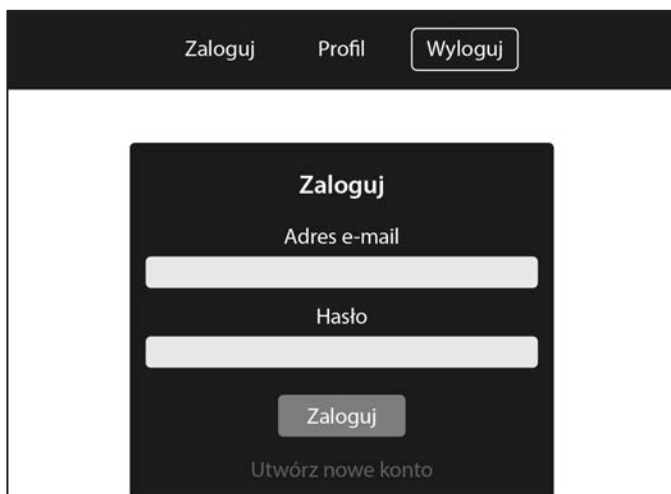 Zaloguj Profil Wyloguj
Zaloguj
Adres e-mail
Hasło
Zaloguj
Utwórz nowe konto